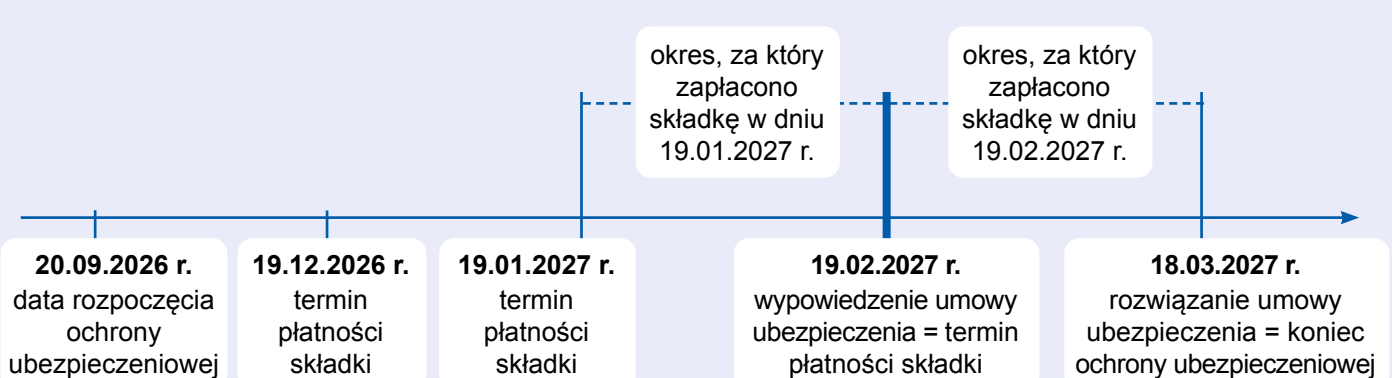 okres, za który
zapłacono
składkę w dniu
19.01.2027 r.
okres, za który
zapłacono
składkę w dniu
19.02.2027 r.
20.09.2026 r.
data rozpoczęcia
ochrony
ubezpieczeniowej
19.12.2026 r.
termin
płatności
składki
19.01.2027 r.
termin
płatności
składki
19.02.2027 r.
wypowiedzenie umowy
ubezpieczenia = termin
płatności składki
18.03.2027 r.
rozwiązanie umowy
ubezpieczenia = koniec
ochrony ubezpieczeniowej